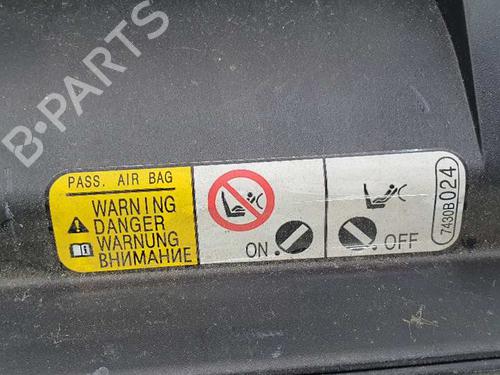 B-PARTS
PASS. AIR BAG
WARNING
DANGER
WARNUNG
ВНИМАНИЕ
ON
OFF
7430B024